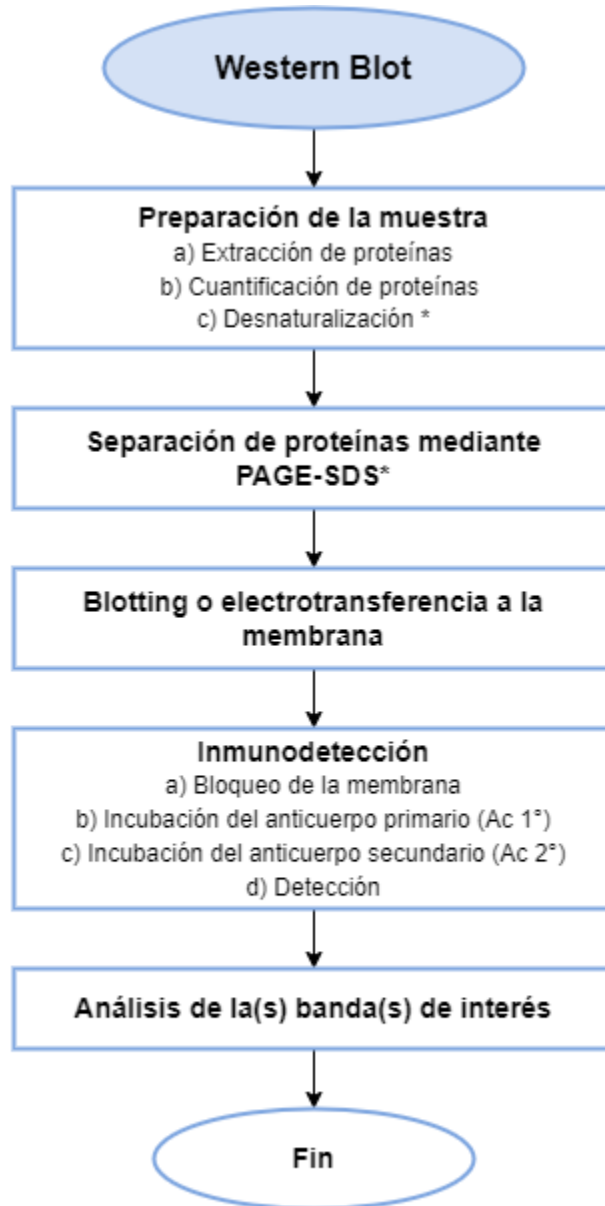 Western Blot
Preparación de la muestra
a) Extracción de proteínas
b) Cuantificación de proteínas
c) Desnaturalización *
Separación de proteínas mediante
PAGE-SDS*
Blotting o electrotransferencia a la
membrana
Inmunodetección
a) Bloqueo de la membrana
b) Incubación del anticuerpo primario (Ac 1°)
c) Incubación del anticuerpo secundario (Ac 2°)
d) Detección
Análisis de la(s) banda(s) de interés
Fin